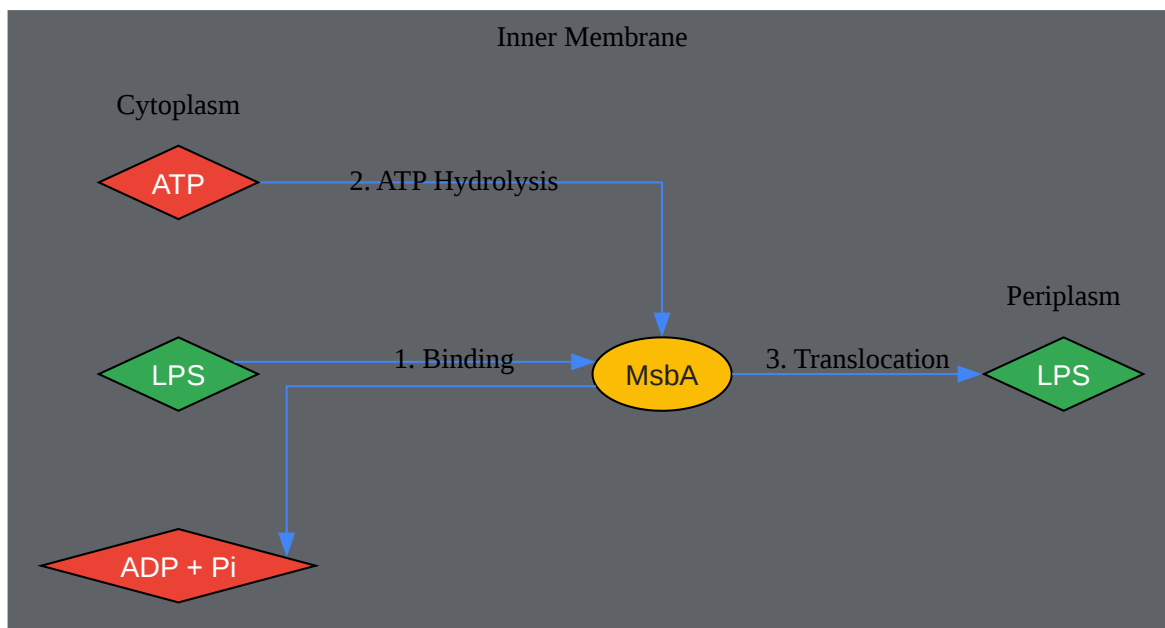 Inner Membrane
Cytoplasm
ATP
2. ATP Hydrolysis
Periplasm
LPS
1. Binding
MsbA
3. Translocation
LPS
ADP + Pi